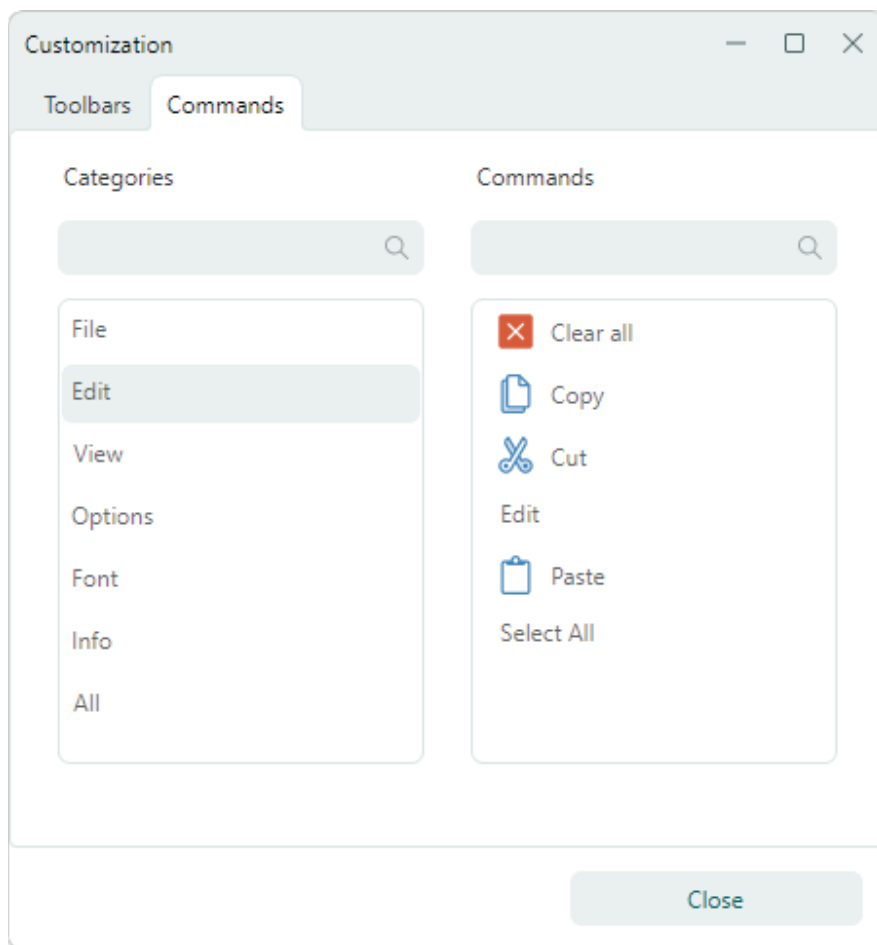 Customization
Toolbars
Commands
Categories
Commands
File
Edit
View
Options
Font
Info
All
Clear all
Copy
Cut
Edit
Paste
Select All
Close